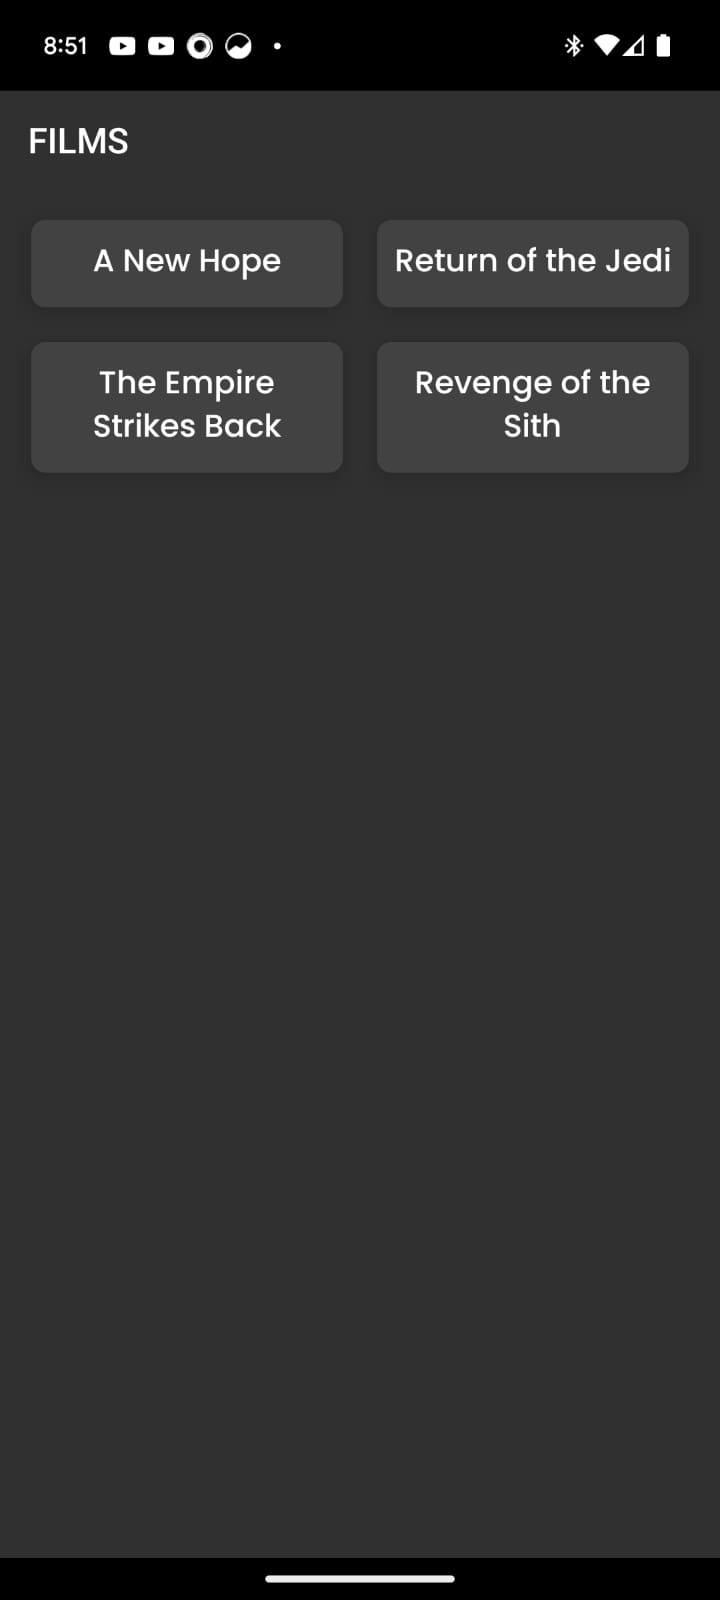 8:51
FILMS
A New Hope
Return of the Jedi
The Empire
Strikes Back
Revenge of the
Sith